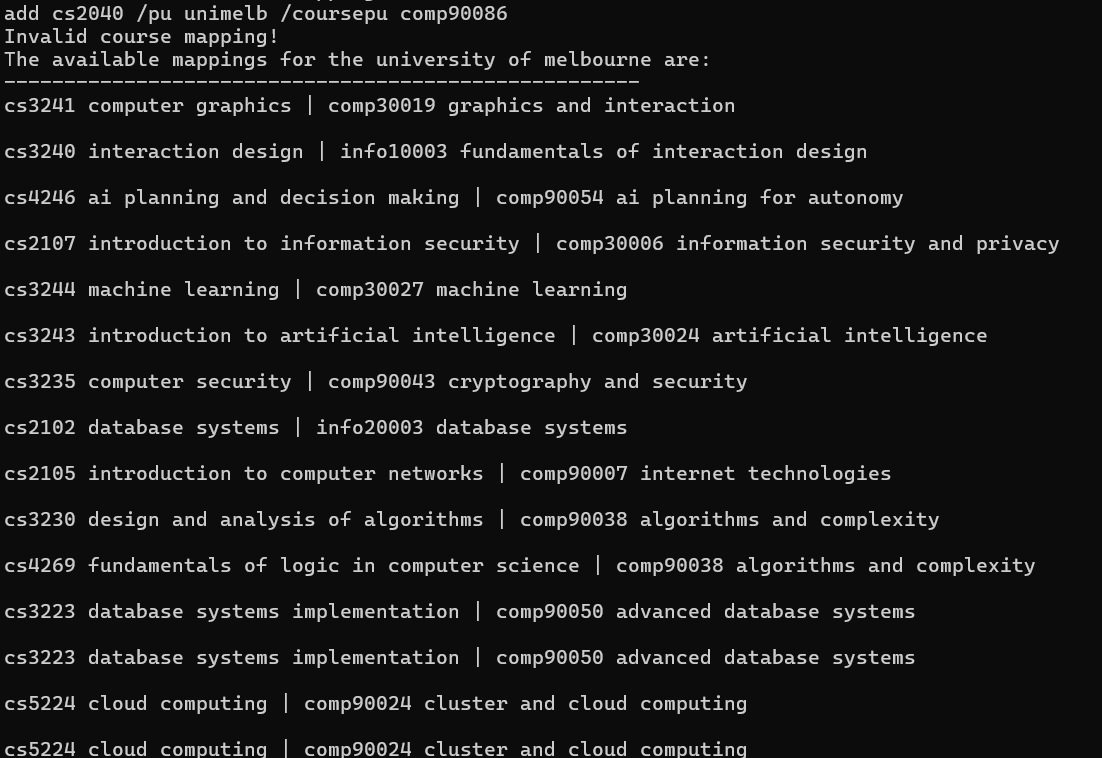 add cs2040 /pu unimelb /coursepu comp90086
Invalid course mapping!
The available mappings for the university of melbourne are:
-----------------------------------------------------
cs3241 computer graphics | comp30019 graphics and interaction
cs3240 interaction design | info10003 fundamentals of interaction design
cs4246 ai planning and decision making | comp90054 ai planning for autonomy
cs2107 introduction to information security | comp30006 information security and privacy
cs3244 machine learning | comp30027 machine learning
cs3243 introduction to artificial intelligence | comp30024 artificial intelligence
cs3235 computer security | comp90043 cryptography and security
cs2102 database systems | info20003 database systems
cs2105 introduction to computer networks | comp90007 internet technologies
cs3230 design and analysis of algorithms | comp90038 algorithms and complexity
cs4269 fundamentals of logic in computer science | comp90038 algorithms and complexity
cs3223 database systems implementation | comp90050 advanced database systems
cs3223 database systems implementation | comp90050 advanced database systems
cs5224 cloud computing | comp90024 cluster and cloud computing
cs5224 cloud computing | comp90024 cluster and cloud computing